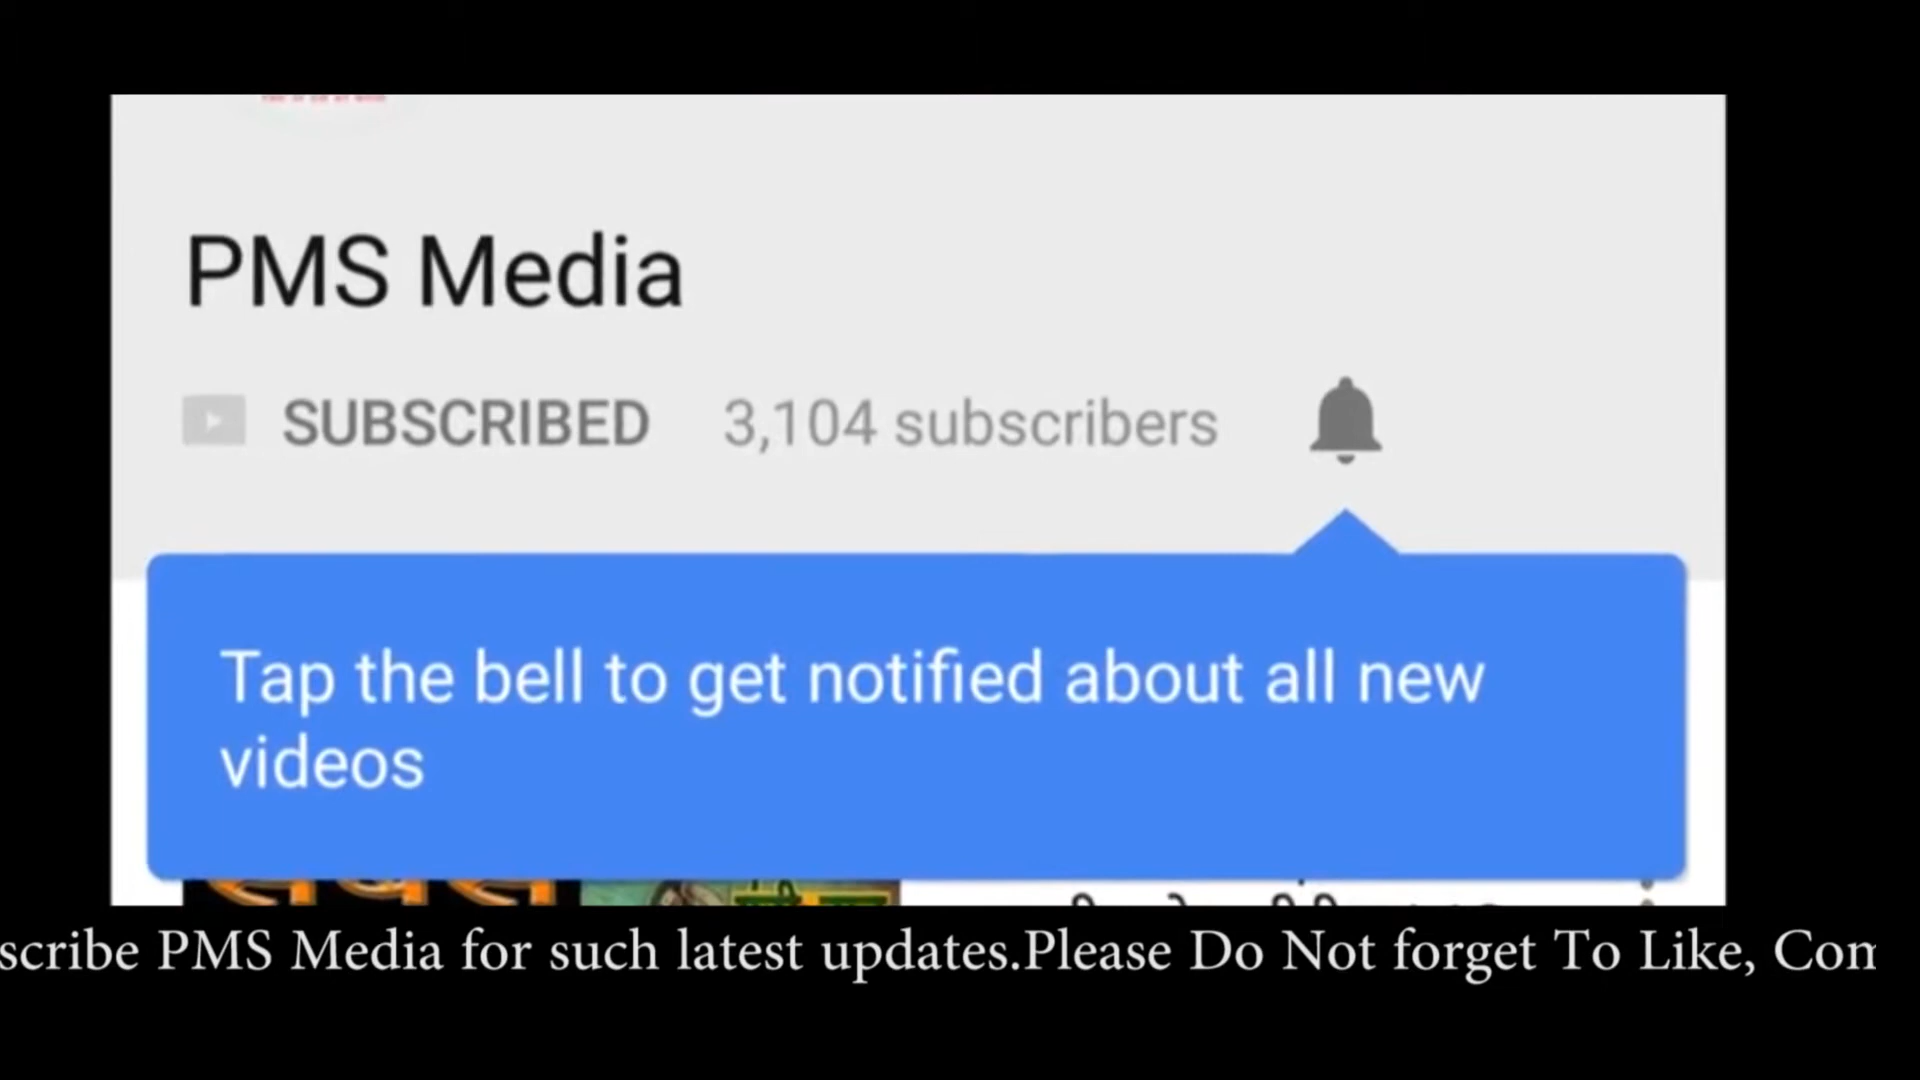 PMS Media
SUBSCRIBED 3,104 subscribers
Tap the bell to get notified about all new
videos
scribe PMS Media for such latest updates.Please Do Not forget To Like, Com